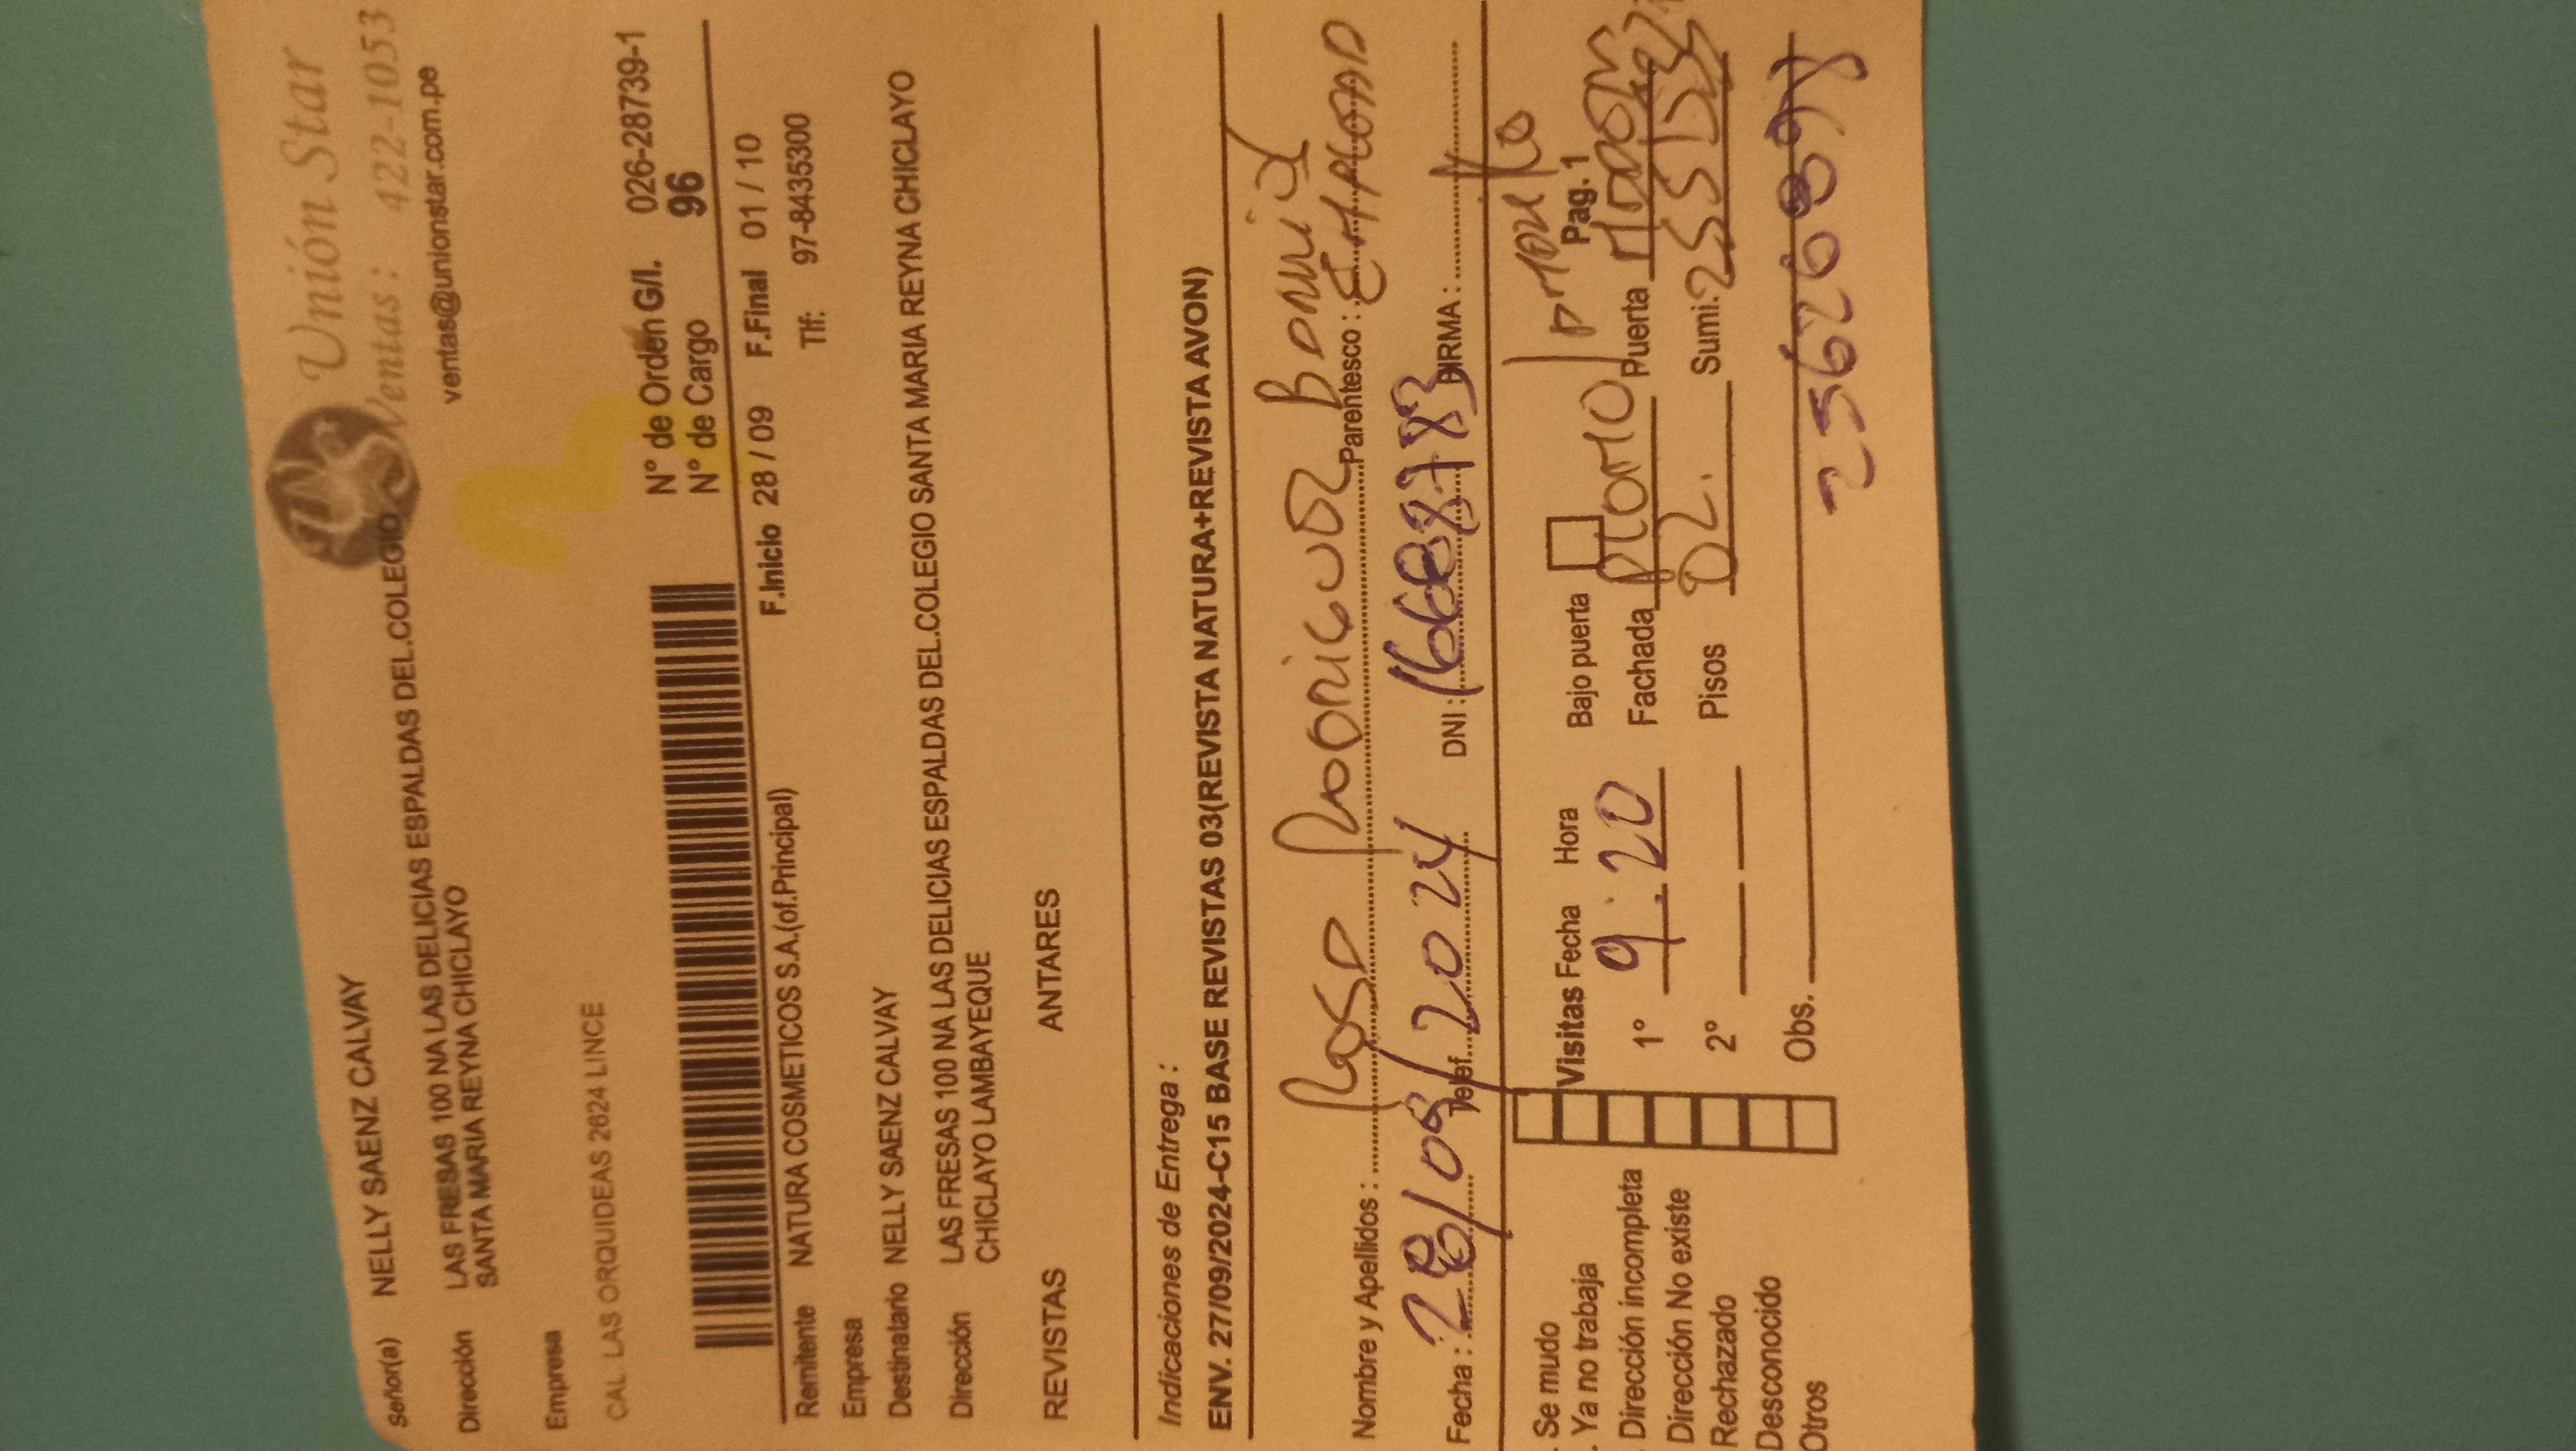 Unión Star
Ventas : 422-1053
ventas@unionstar.com.pe
Señor(a) NELLY SAENZ CALVAY
Dirección LAS FRESAS 100 NA LAS DELICIAS ESPALDAS DEL.COLEGIO
SANTA MARIA REYNA CHICLAYO
Empresa
CAL LAS ORQUIDEAS 2624 LINCE
N° de Orden G/I. 026-28739-1
N° de Cargo 96
F.Inicio 28 / 09 F.Final 01 / 10
Remitente NATURA COSMETICOS S.A.(of.Principal) Tlf: 97-8435300
Empresa
Destinatario NELLY SAENZ CALVAY
Dirección LAS FRESAS 100 NA LAS DELICIAS ESPALDAS DEL.COLEGIO SANTA MARIA REYNA CHICLAYO
CHICLAYO LAMBAYEQUE
REVISTAS ANTARES
Indicaciones de Entrega :
ENV. 27/09/2024-C15 BASE REVISTAS 03(REVISTA NATURA+REVISTA AVON)
Nombre y Apellidos : Rosa Rodriguez Parentesco :
Fecha : 28/09/2024 Telef. DNI : FIRMA :
. Se mudo
. Ya no trabaja Visitas Fecha Hora Bajo puerta Pag. 1
Dirección incompleta 1° 9:20 Fachada Puerta
Dirección No existe
Rechazado 2° Pisos Sumi.
Desconocido
Otros Obs.